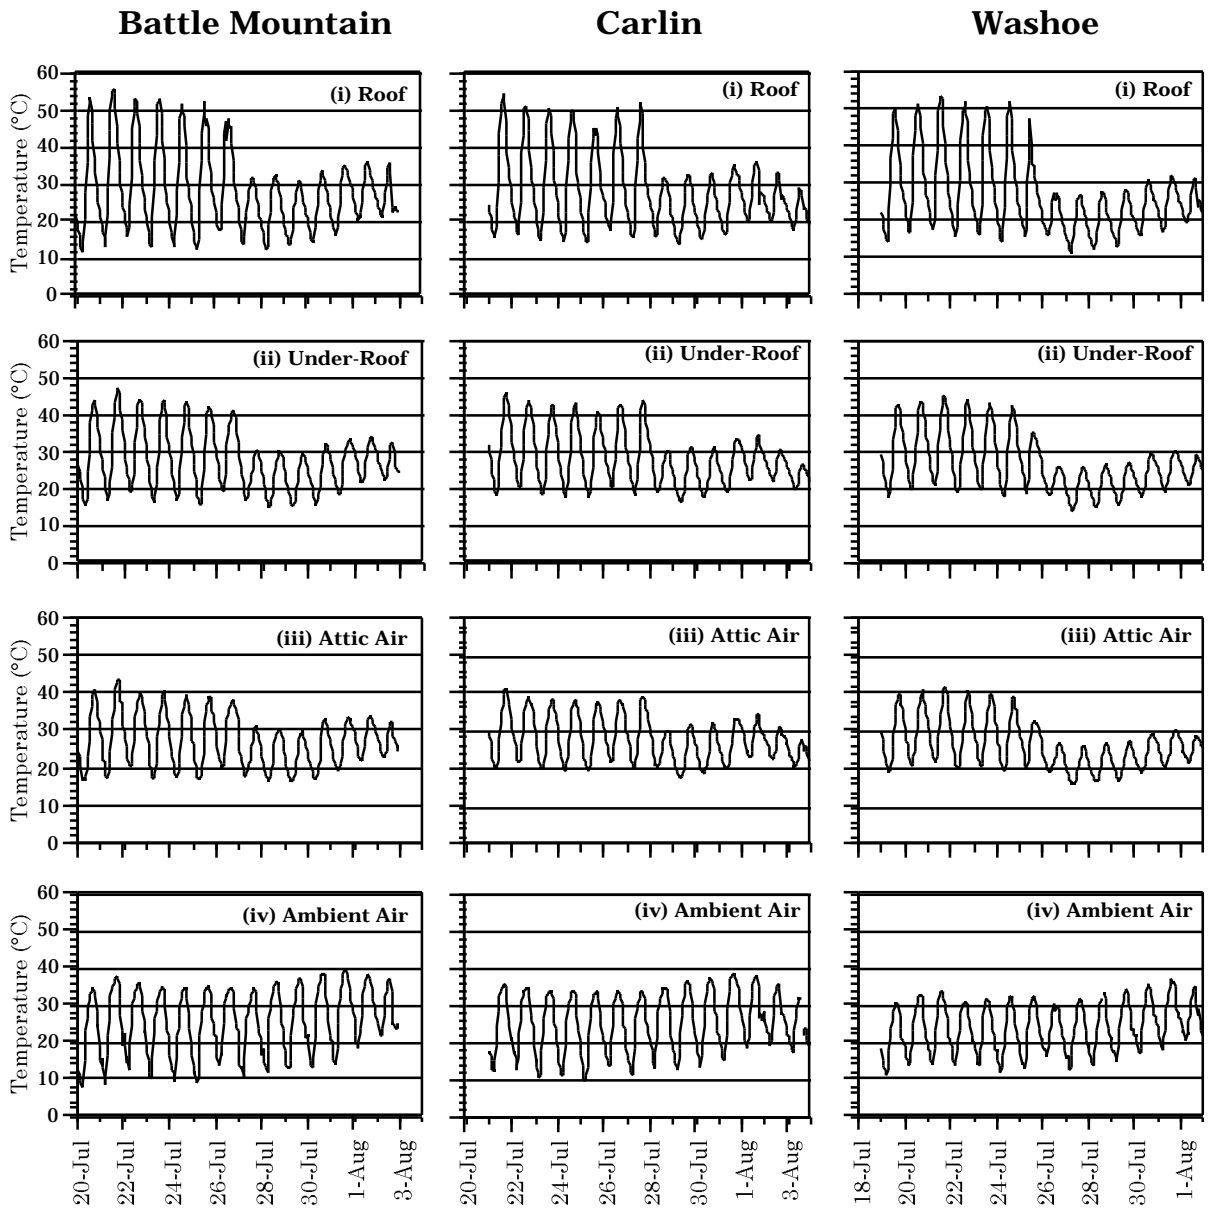 Battle Mountain Carlin Washoe
(i) Roof (i) Roof (i) Roof
Temperature (°C)
60
50
40
30
20
10
0
(ii) Under-Roof (ii) Under-Roof (ii) Under-Roof
Temperature (°C)
60
50
40
30
20
10
0
(iii) Attic Air (iii) Attic Air (iii) Attic Air
Temperature (°C)
60
50
40
30
20
10
0
(iv) Ambient Air (iv) Ambient Air (iv) Ambient Air
Temperature (°C)
60
50
40
30
20
10
0
20-Jul 22-Jul 24-Jul 26-Jul 28-Jul 30-Jul 1-Aug 3-Aug
20-Jul 22-Jul 24-Jul 26-Jul 28-Jul 30-Jul 1-Aug 3-Aug
18-Jul 20-Jul 22-Jul 24-Jul 26-Jul 28-Jul 30-Jul 1-Aug